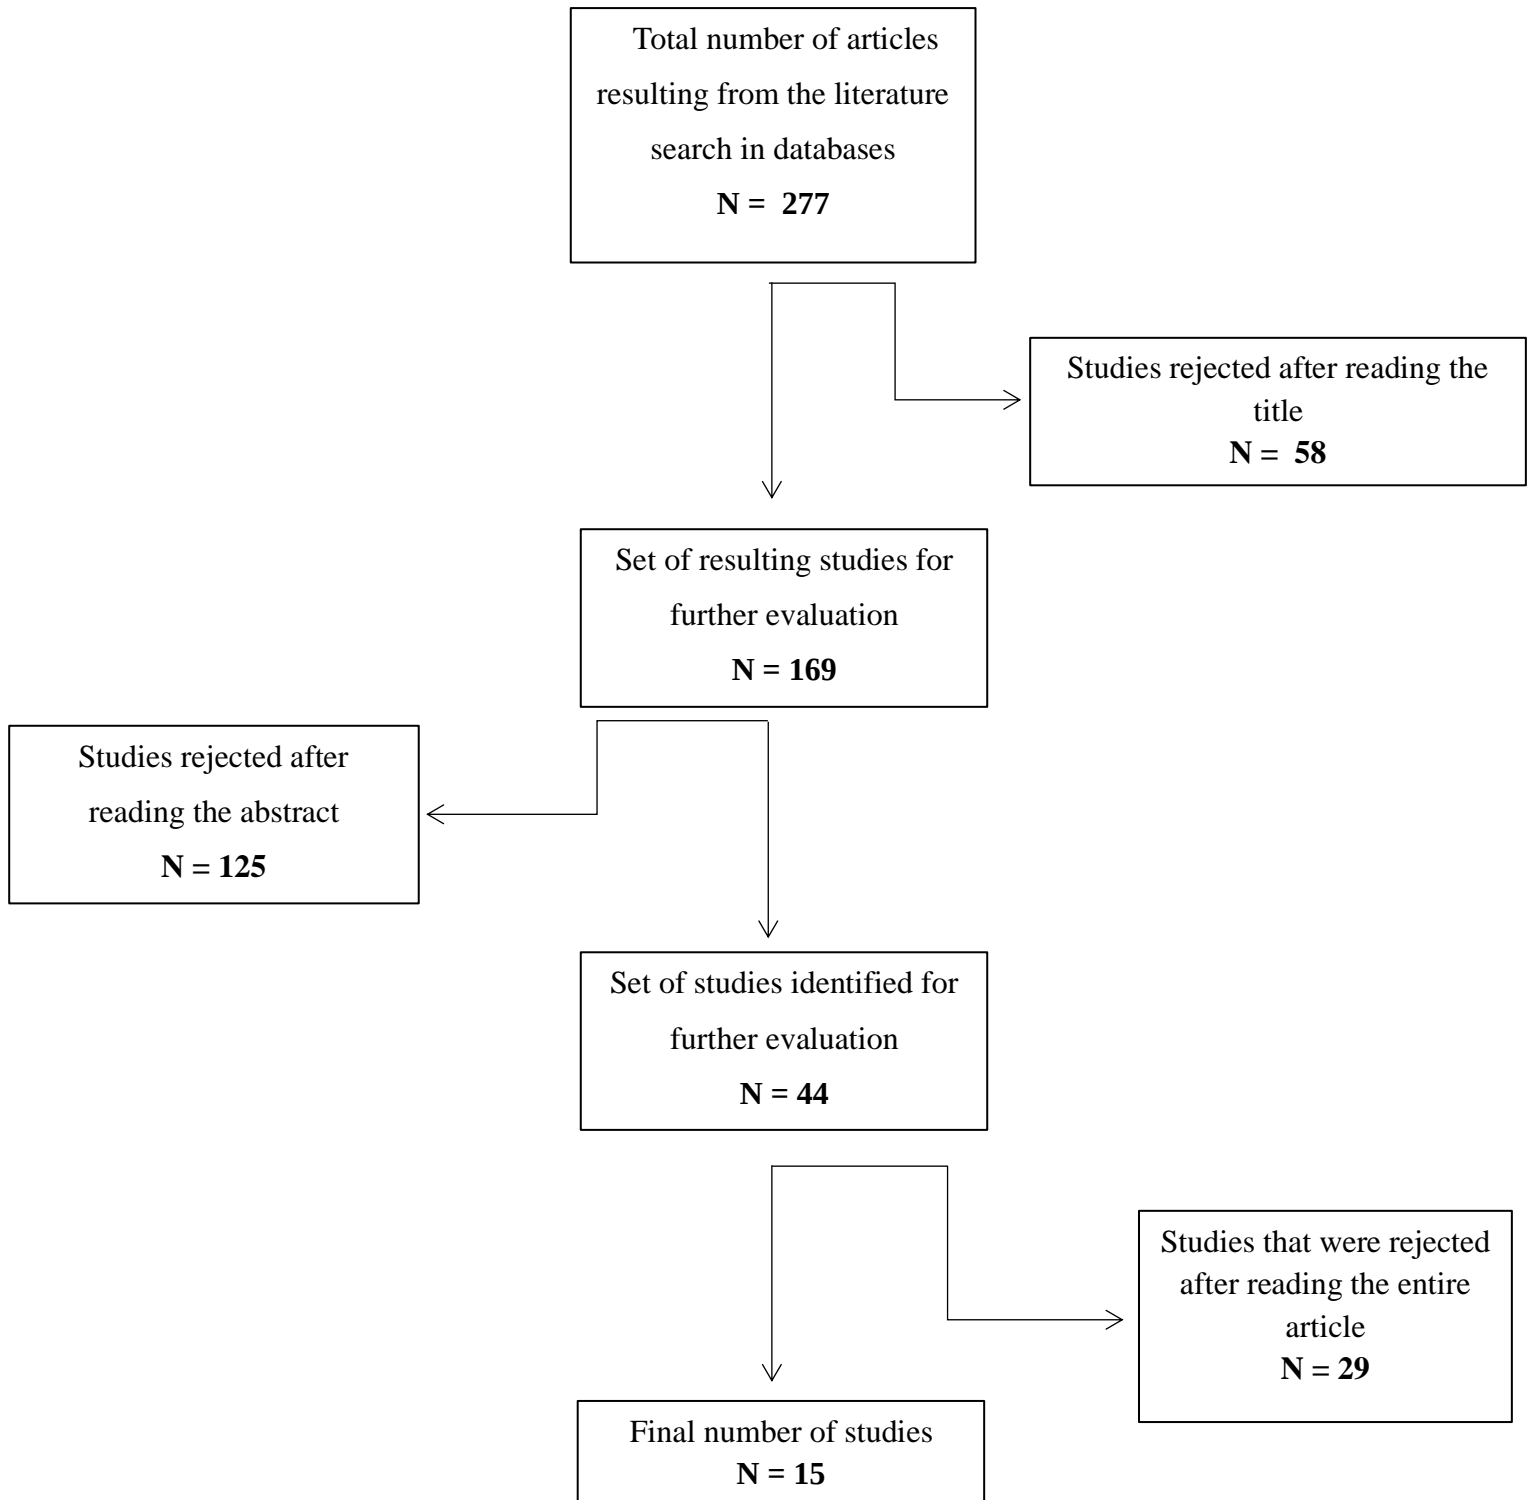 Total number of articles
resulting from the literature
search in databases
N = 277
Studies rejected after reading the
title
N = 58
Set of resulting studies for
further evaluation
N = 169
Studies rejected after
reading the abstract
N = 125
Set of studies identified for
further evaluation
N = 44
Studies that were rejected
after reading the entire
article
N = 29
Final number of studies
N = 15